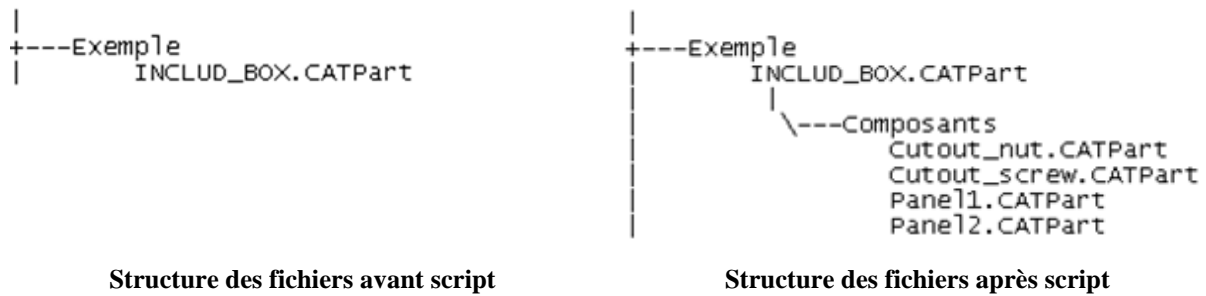 |
+---Exemple
|       INCLUD_BOX.CATPart
Structure des fichiers avant script
|
+---Exemple
|       INCLUD_BOX.CATPart
|         |
|         \---Composants
|                 Cutout_nut.CATPart
|                 Cutout_screw.CATPart
|                 Panel1.CATPart
|                 Panel2.CATPart
Structure des fichiers après script